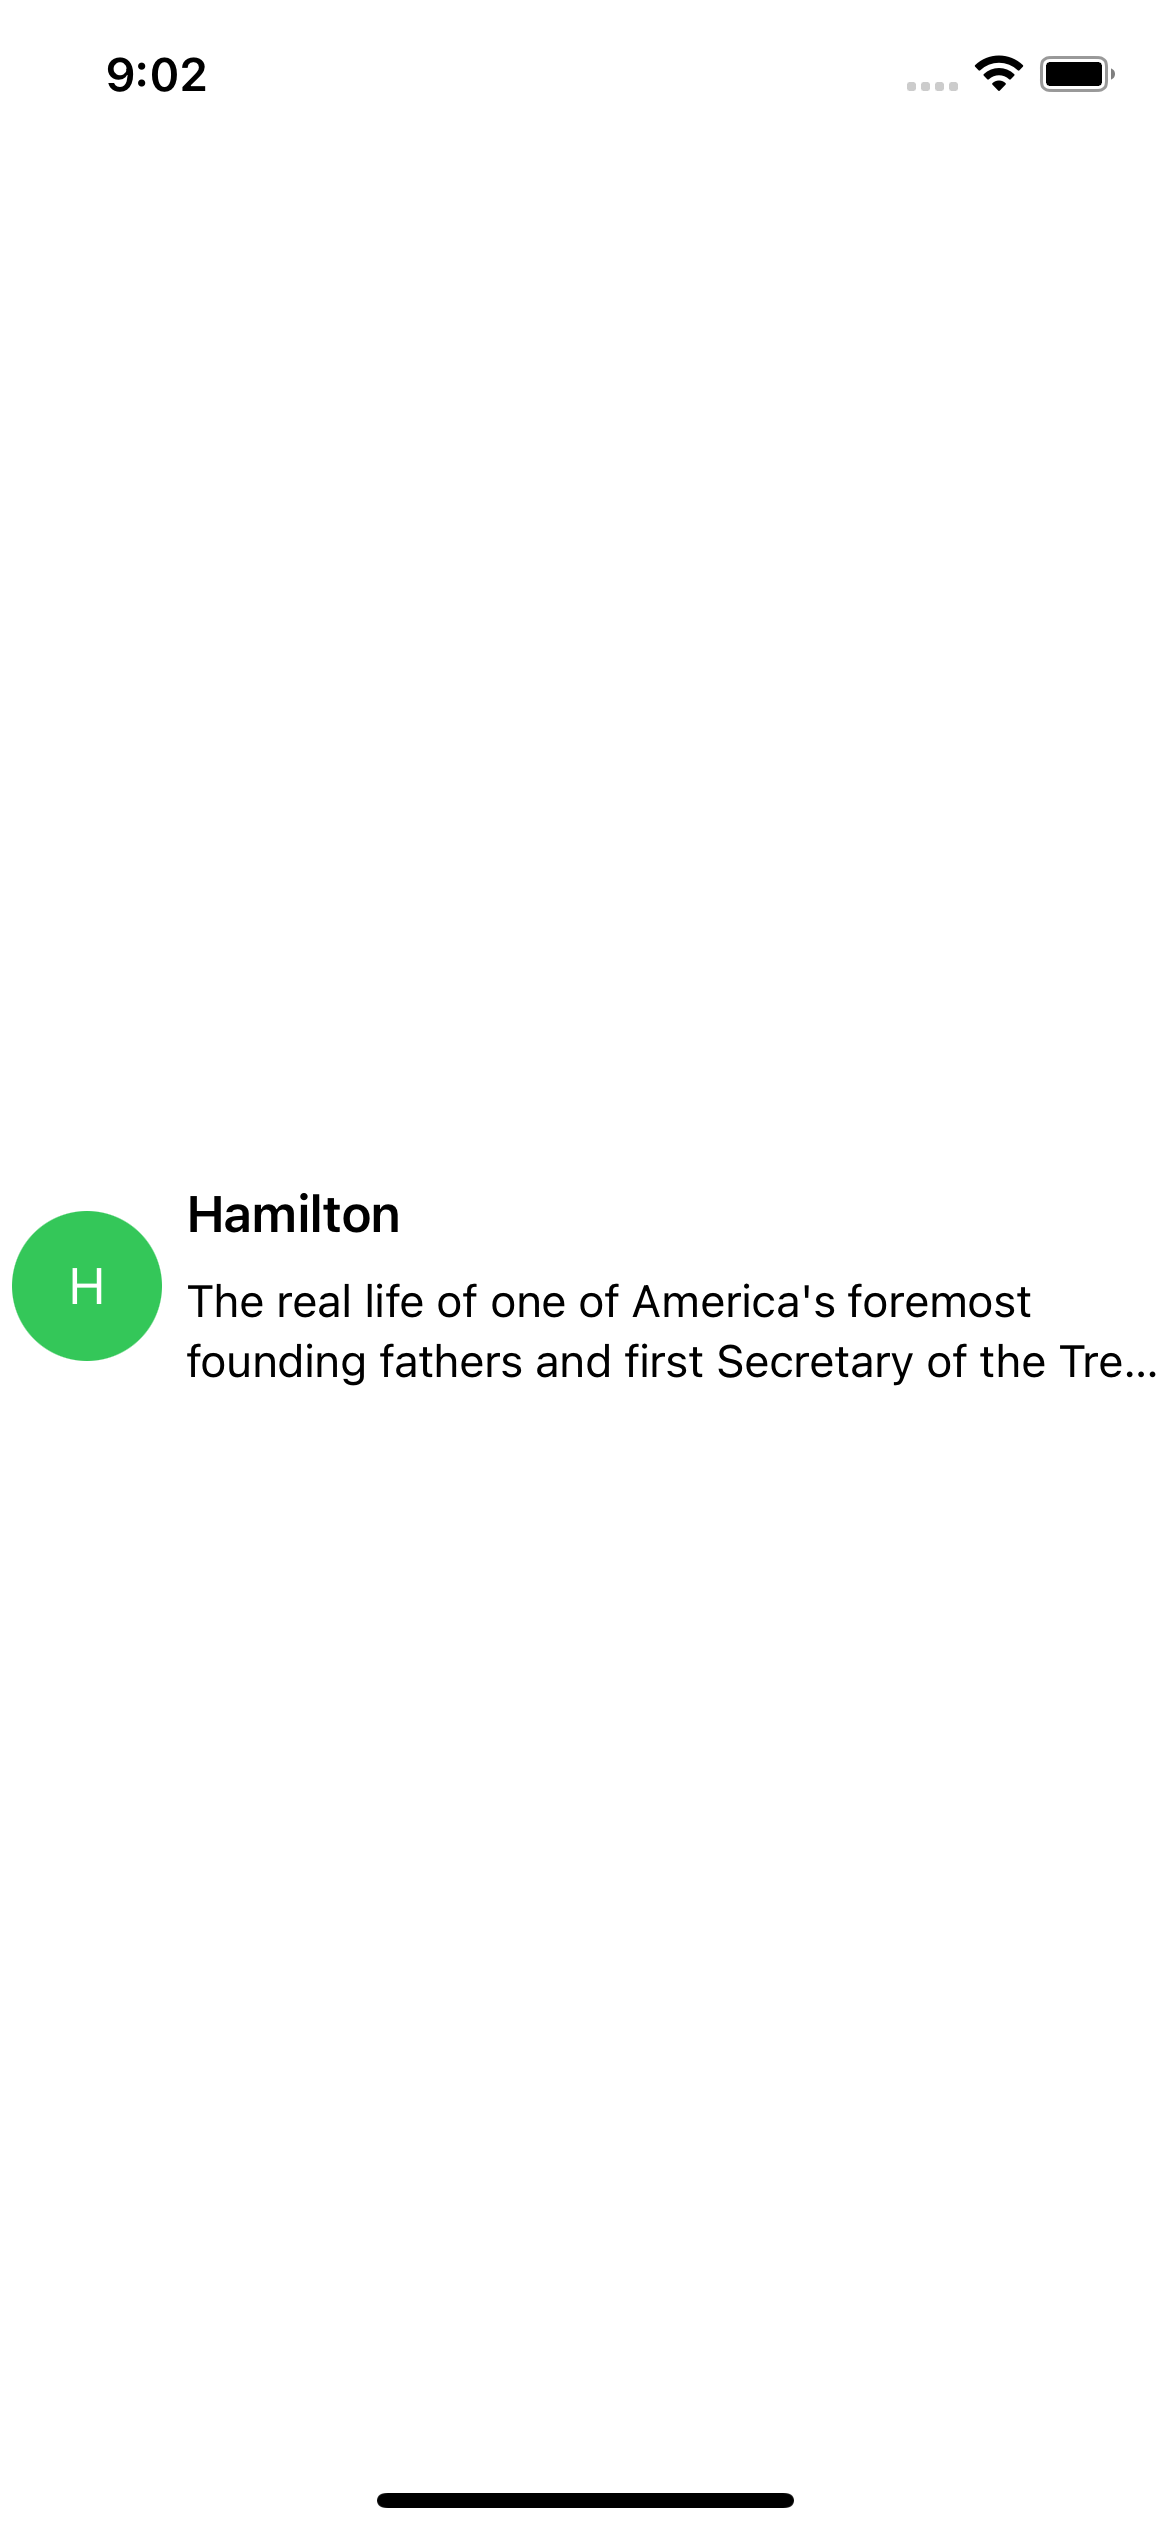 9:02
Hamilton
H
The real life of one of America's foremost
founding fathers and first Secretary of the Tre...